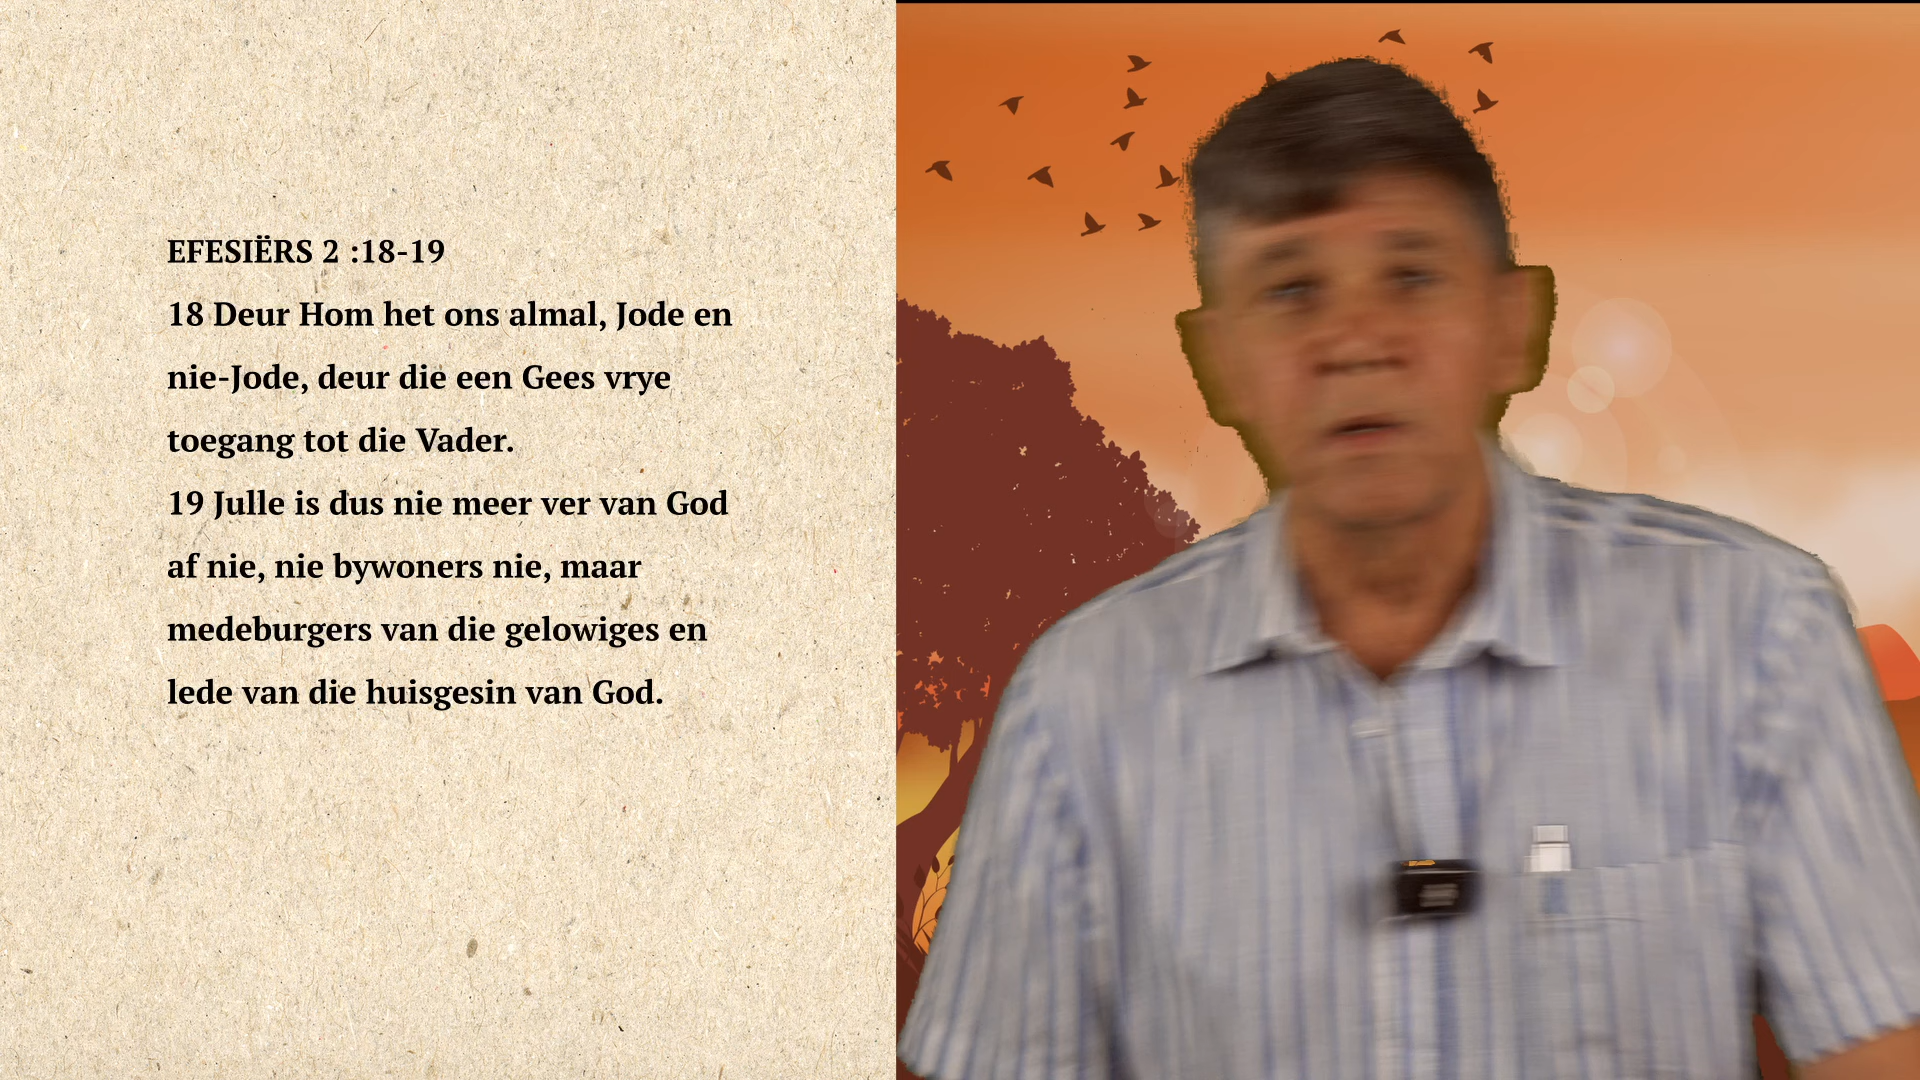 EFESIËRS 2 :18-19
18 Deur Hom het ons almal, Jode en
nie-Jode, deur die een Gees vrye
toegang tot die Vader.
19 Julle is dus nie meer ver van God
af nie, nie bywoners nie, maar
medeburgers van die gelowiges en
lede van die huisgesin van God.